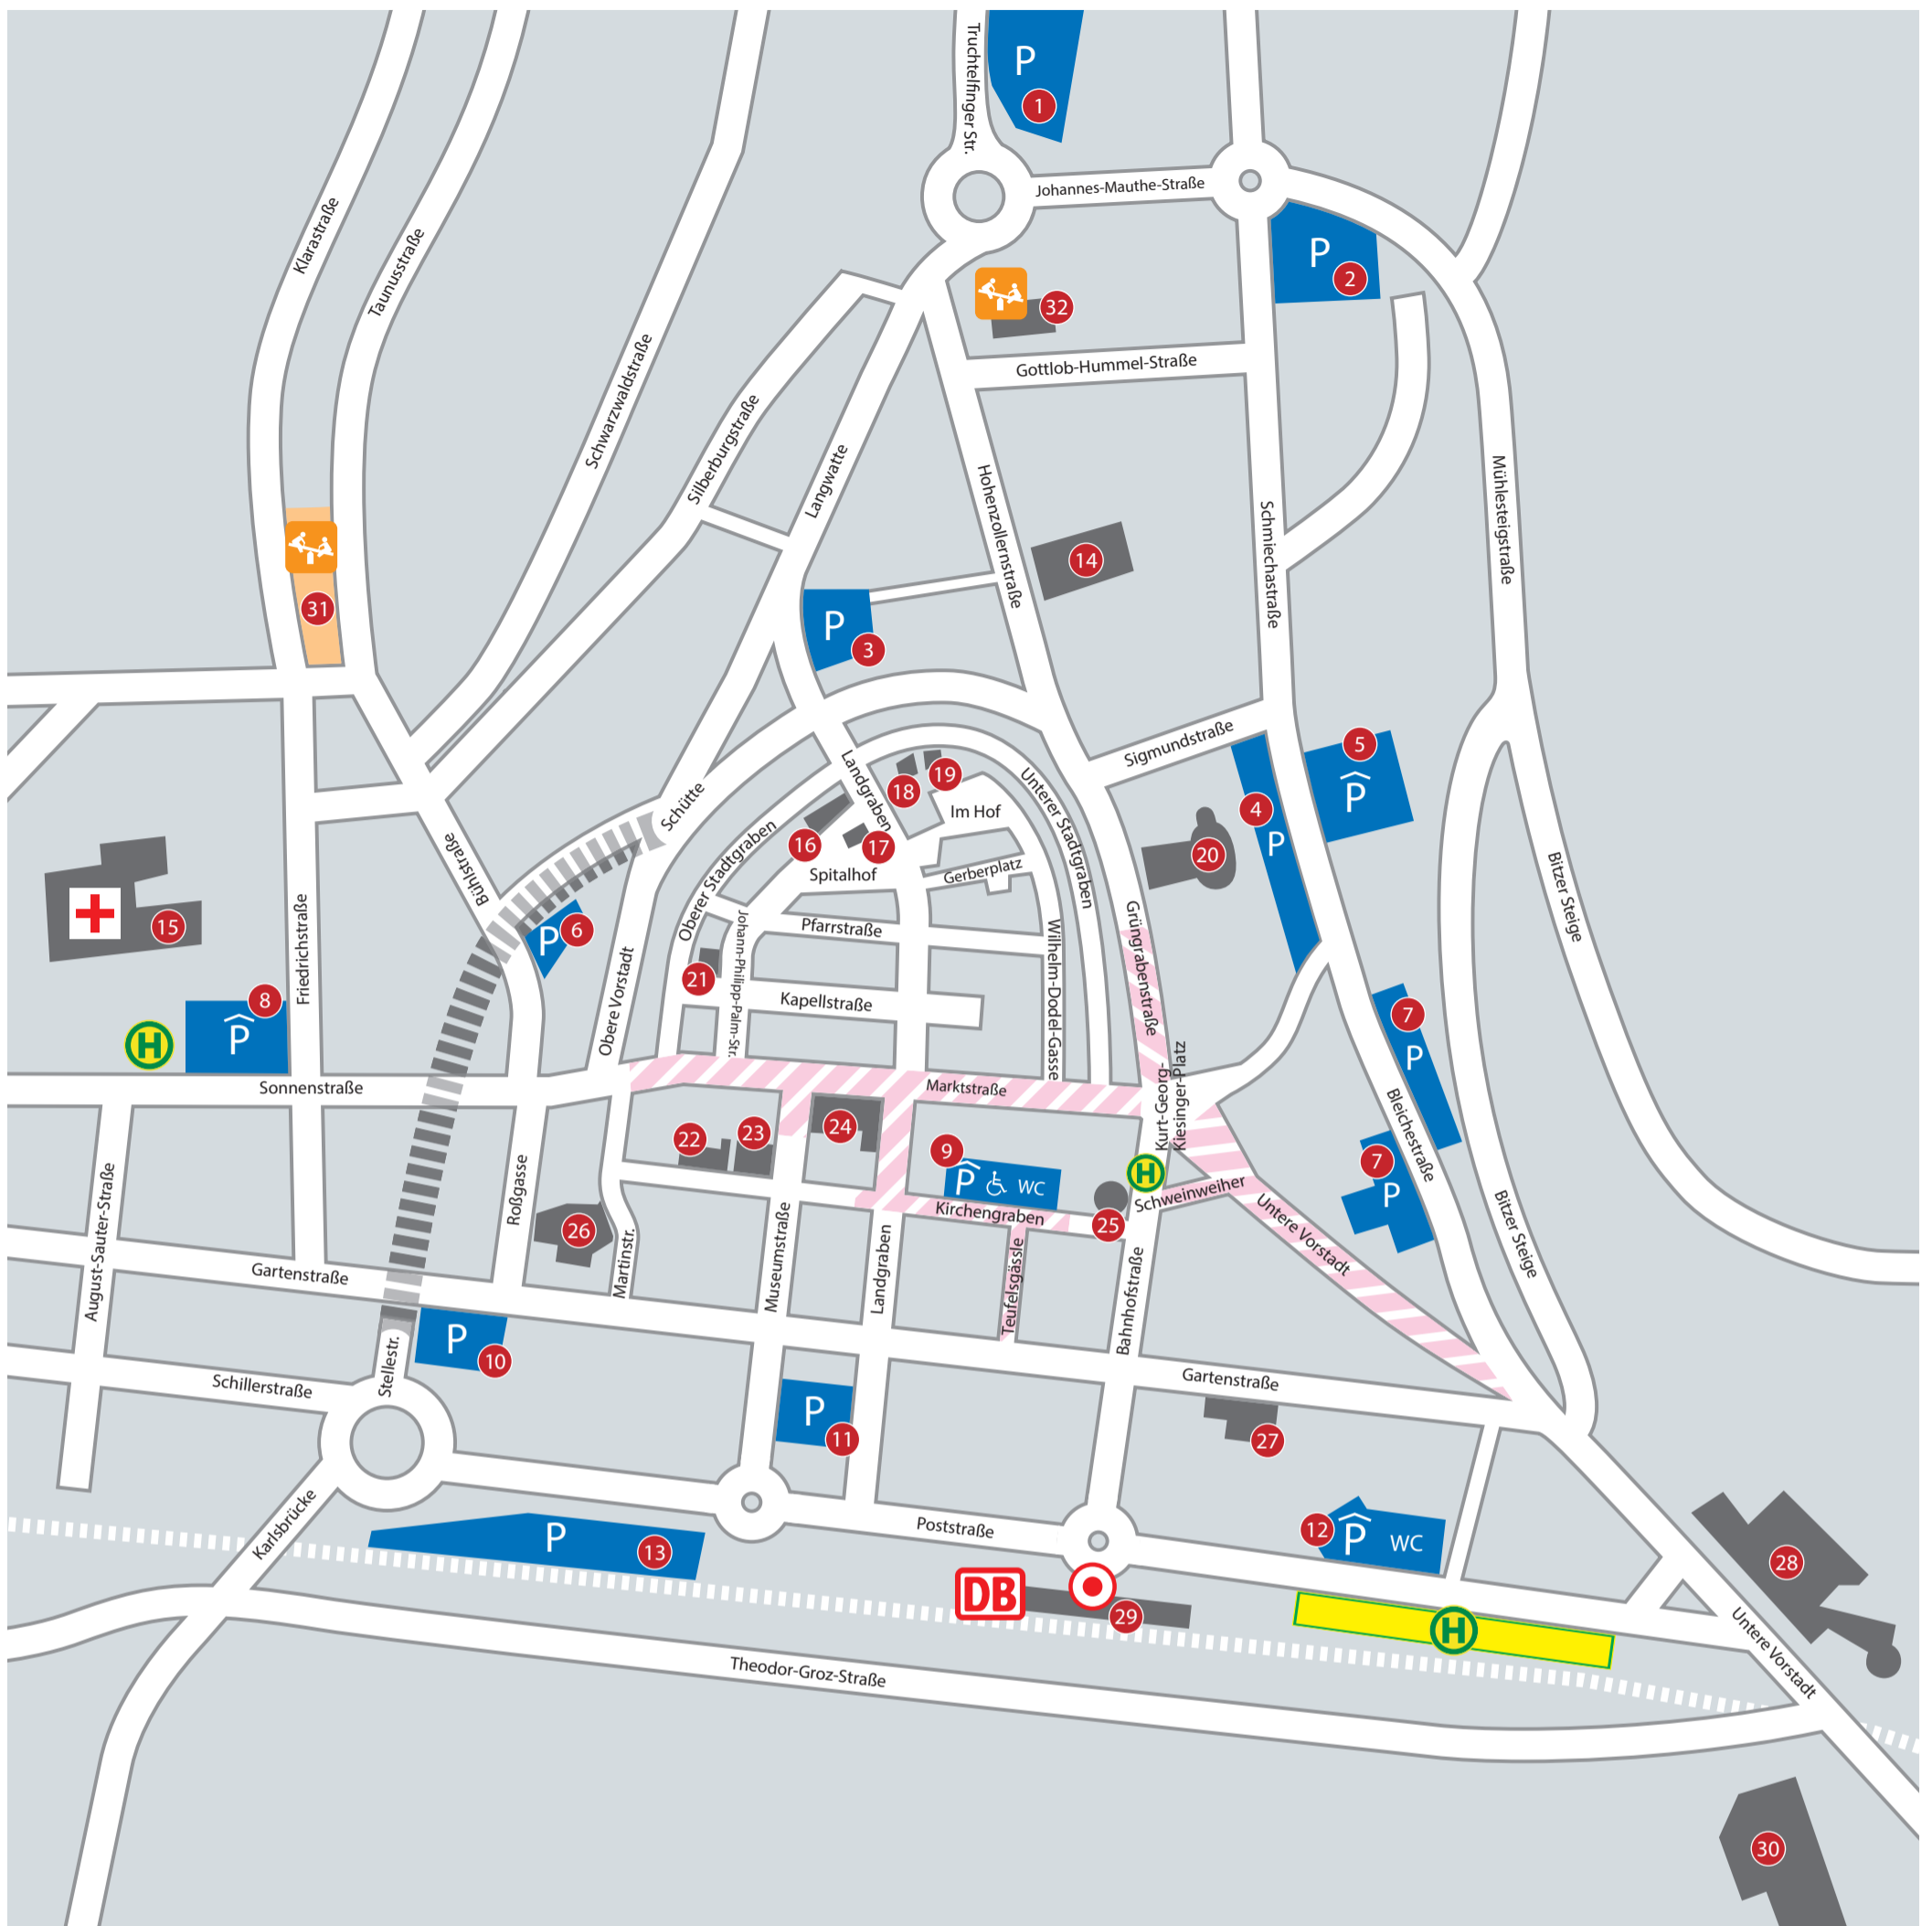 Truchtelfinger Str.
P
1
Johannes-Mauthe-Straße
P
2
Klarastraße
Taunusstraße
32
Gottlob-Hummel-Straße
Schwarzwaldstraße
Silberburgstraße
Langwatte
Hohenzollernstraße
Schmiechastraße
Mühlesteigstraße
14
31
P
3
Sigmundstraße
5
P
4
P
Landgraben
18
19
Unterer Stadtgraben
Im Hof
Schütte
16
17
Oberer Stadtgraben
Spitalhof
Gerberplatz
20
Bühlstraße
Bitzer Steige
15
Friedrichstraße
P
6
Pfarrstraße
Johann-Philipp-Palm-Str.
Wilhelm-Dodel-Gasse
Grüngrabenstraße
21
Kapellstraße
Obere Vorstadt
8
P
H
7
P
Sonnenstraße
Marktstraße
Kurt-Georg-
Kiesinger-Platz
Bleichestraße
22
23
24
9
P
WC
H
7
P
Schweinweiher
August-Sauter-Straße
Roßgasse
26
Martinstr.
Museumstraße
Landgraben
Kirchengraben
25
Teufelsgässle
Bahnhofstraße
Untere Vorstadt
Bitzer Steige
Gartenstraße
Stellestr.
P
10
Schillerstraße
Gartenstraße
P
11
27
Karlsbrücke
P
13
Poststraße
12
P
WC
28
DB
29
H
Untere Vorstadt
Theodor-Groz-Straße
30